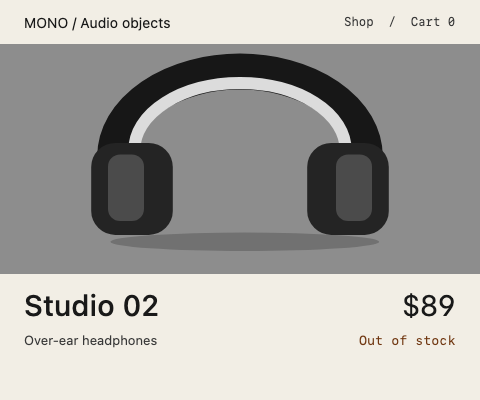 MONO / Audio objects
Shop / Cart 0
Studio 02
$89
Over-ear headphones
Out of stock